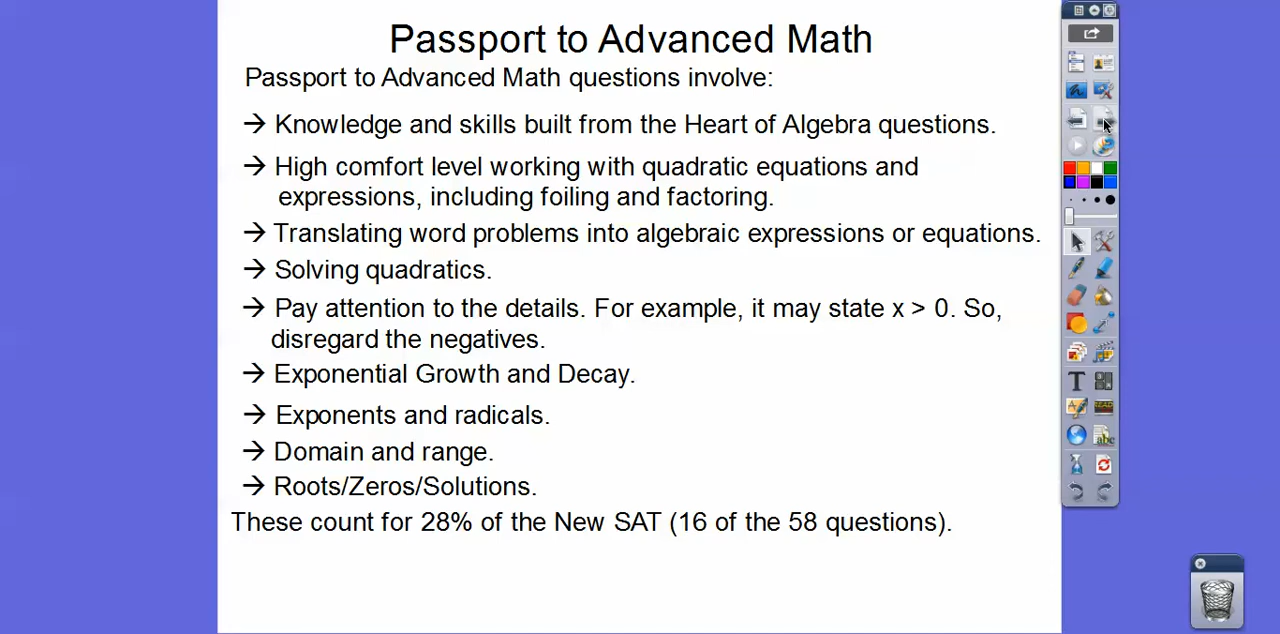 Passport to Advanced Math
Passport to Advanced Math questions involve:
→ Knowledge and skills built from the Heart of Algebra questions.
→ High comfort level working with quadratic equations and
expressions, including foiling and factoring.
→ Translating word problems into algebraic expressions or equations.
→ Solving quadratics.
→ Pay attention to the details. For example, it may state x > 0. So,
disregard the negatives.
→ Exponential Growth and Decay.
→ Exponents and radicals.
→ Domain and range.
→ Roots/Zeros/Solutions.
These count for 28% of the New SAT (16 of the 58 questions).
T
abc